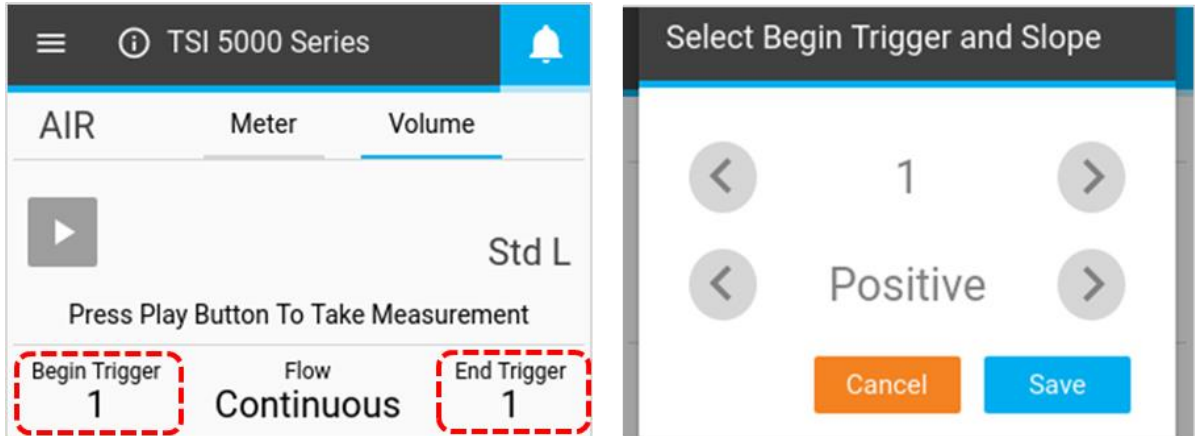 TSI 5000 Series
AIR Meter Volume
Std L
Press Play Button To Take Measurement
Begin Trigger Flow End Trigger
1 Continuous 1
Select Begin Trigger and Slope
1
Positive
Cancel Save